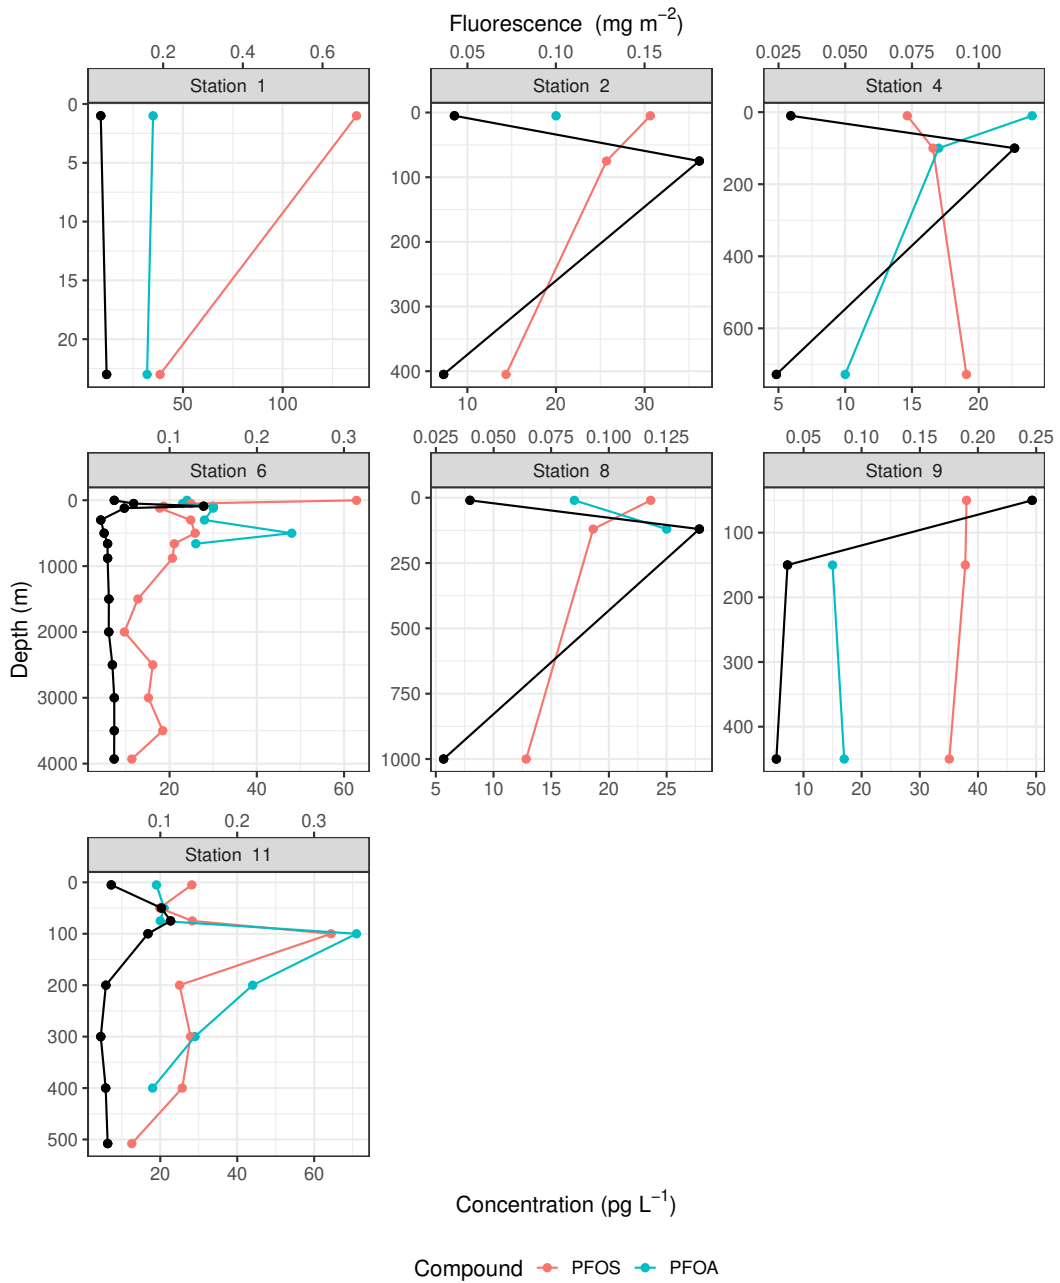 Fluorescence (mg m−2)
0.2 0.4 0.6
0.05 0.10 0.15
0.025 0.050 0.075 0.100
Station 1
Station 2
Station 4
0
5
10
15
20
0
100
200
300
400
0
200
400
600
50 100
10 20 30
5 10 15 20
0.1 0.2 0.3
0.025 0.050 0.075 0.100 0.125
0.05 0.10 0.15 0.20 0.25
Station 6
Station 8
Station 9
Depth (m)
0
1000
2000
3000
4000
0
250
500
750
1000
100
200
300
400
20 40 60
5 10 15 20 25
10 20 30 40 50
0.1 0.2 0.3
Station 11
0
100
200
300
400
500
20 40 60
Concentration (pg L−1)
Compound PFOS PFOA